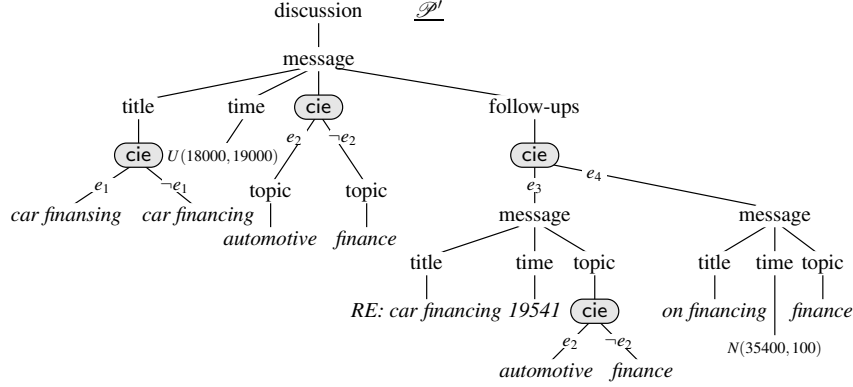 discussion 𝒫′
message
title time cie follow-ups
cie U(18000,19000) e2 ¬e2 cie
e1 ¬e1 topic topic e3 e4
car finansing car financing automotive finance message message
title time topic title time topic
RE: car financing 19541 cie on financing finance
e2 ¬e2 N(35400,100)
automotive finance